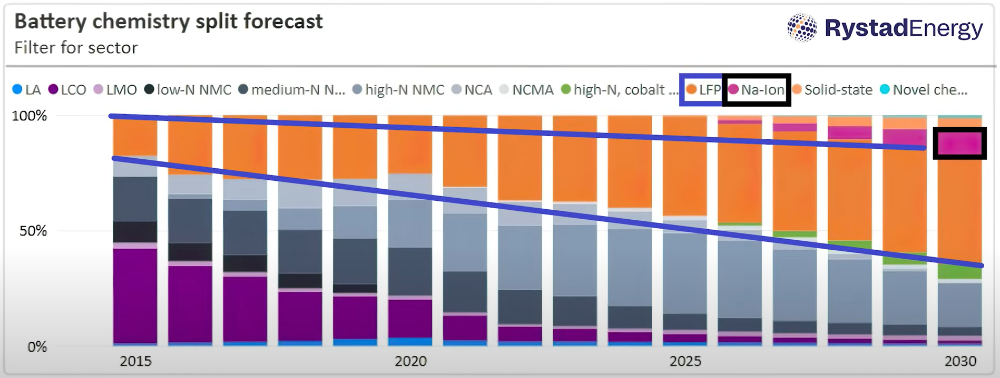 Battery chemistry split forecast
RystadEnergy
Filter for sector
LA LCO LMO low-N NMC medium-N N... high-N NMC NCA NCMA high-N, cobalt ... LFP Na-Ion Solid-state Novel che...
100%
50%
0%
2015 2020 2025 2030